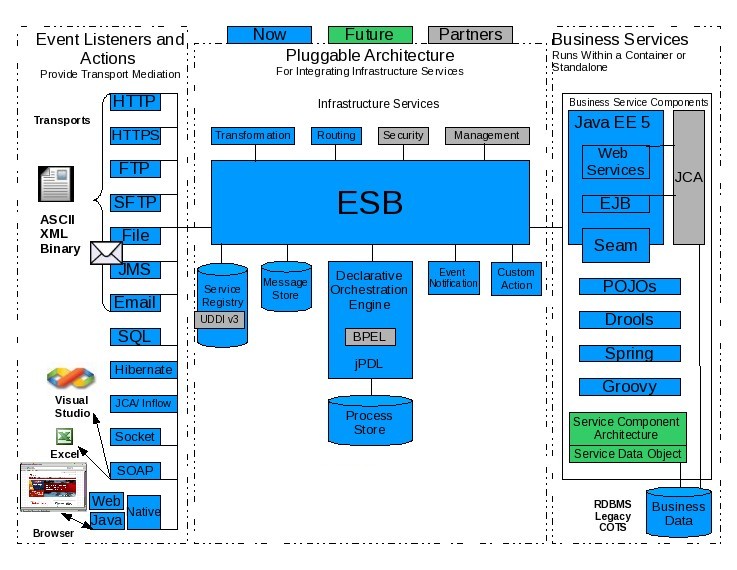 Now
Future
Partners
Event Listeners and
Actions
Provide Transport Mediation
Transports
HTTP
HTTPS
FTP
SFTP
File
JMS
Email
SQL
Hibernate
JCA/ Inflow
Socket
SOAP
Web
Java
Native
ASCII
XML
Binary
Visual
Studio
Excel
Browser
Pluggable Architecture
For Integrating Infrastructure Services
Infrastructure Services
Transformation
Routing
Security
Management
ESB
Service
Registry
UDDI v3
Message
Store
Declarative
Orchestration
Engine
BPEL
jPDL
Process
Store
Event
Notification
Custom
Action
Business Services
Runs Within a Container or
Standalone
Business Service Components
Java EE 5
Web
Services
EJB
Seam
JCA
POJOs
Drools
Spring
Groovy
Service Component
Architecture
Service Data Object
RDBMS
Legacy
COTS
Business
Data